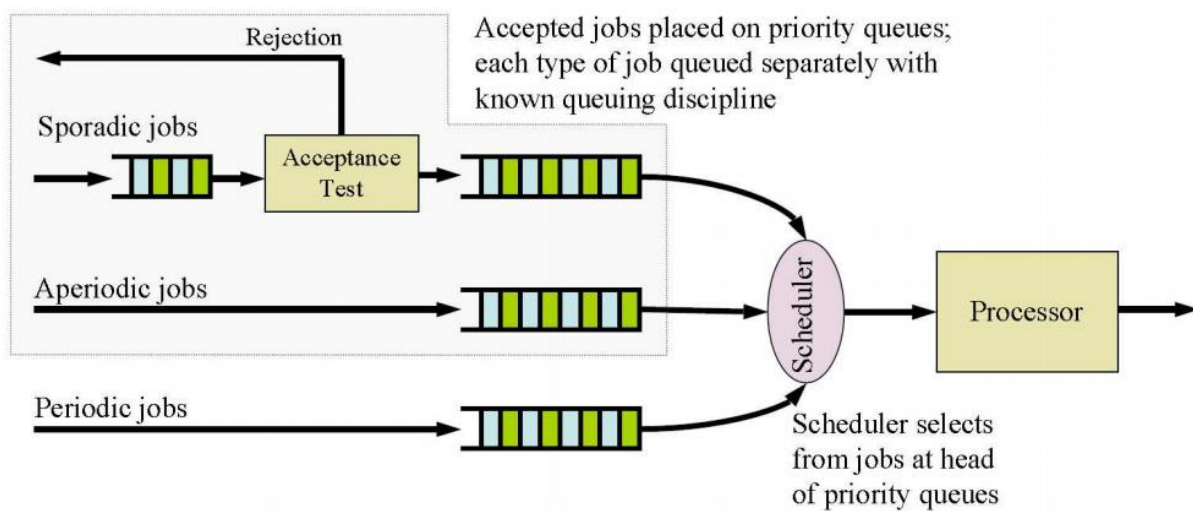 Rejection
Accepted jobs placed on priority queues;
each type of job queued separately with
known queuing discipline
Sporadic jobs
Acceptance
Test
Aperiodic jobs
Scheduler
Processor
Periodic jobs
Scheduler selects
from jobs at head
of priority queues